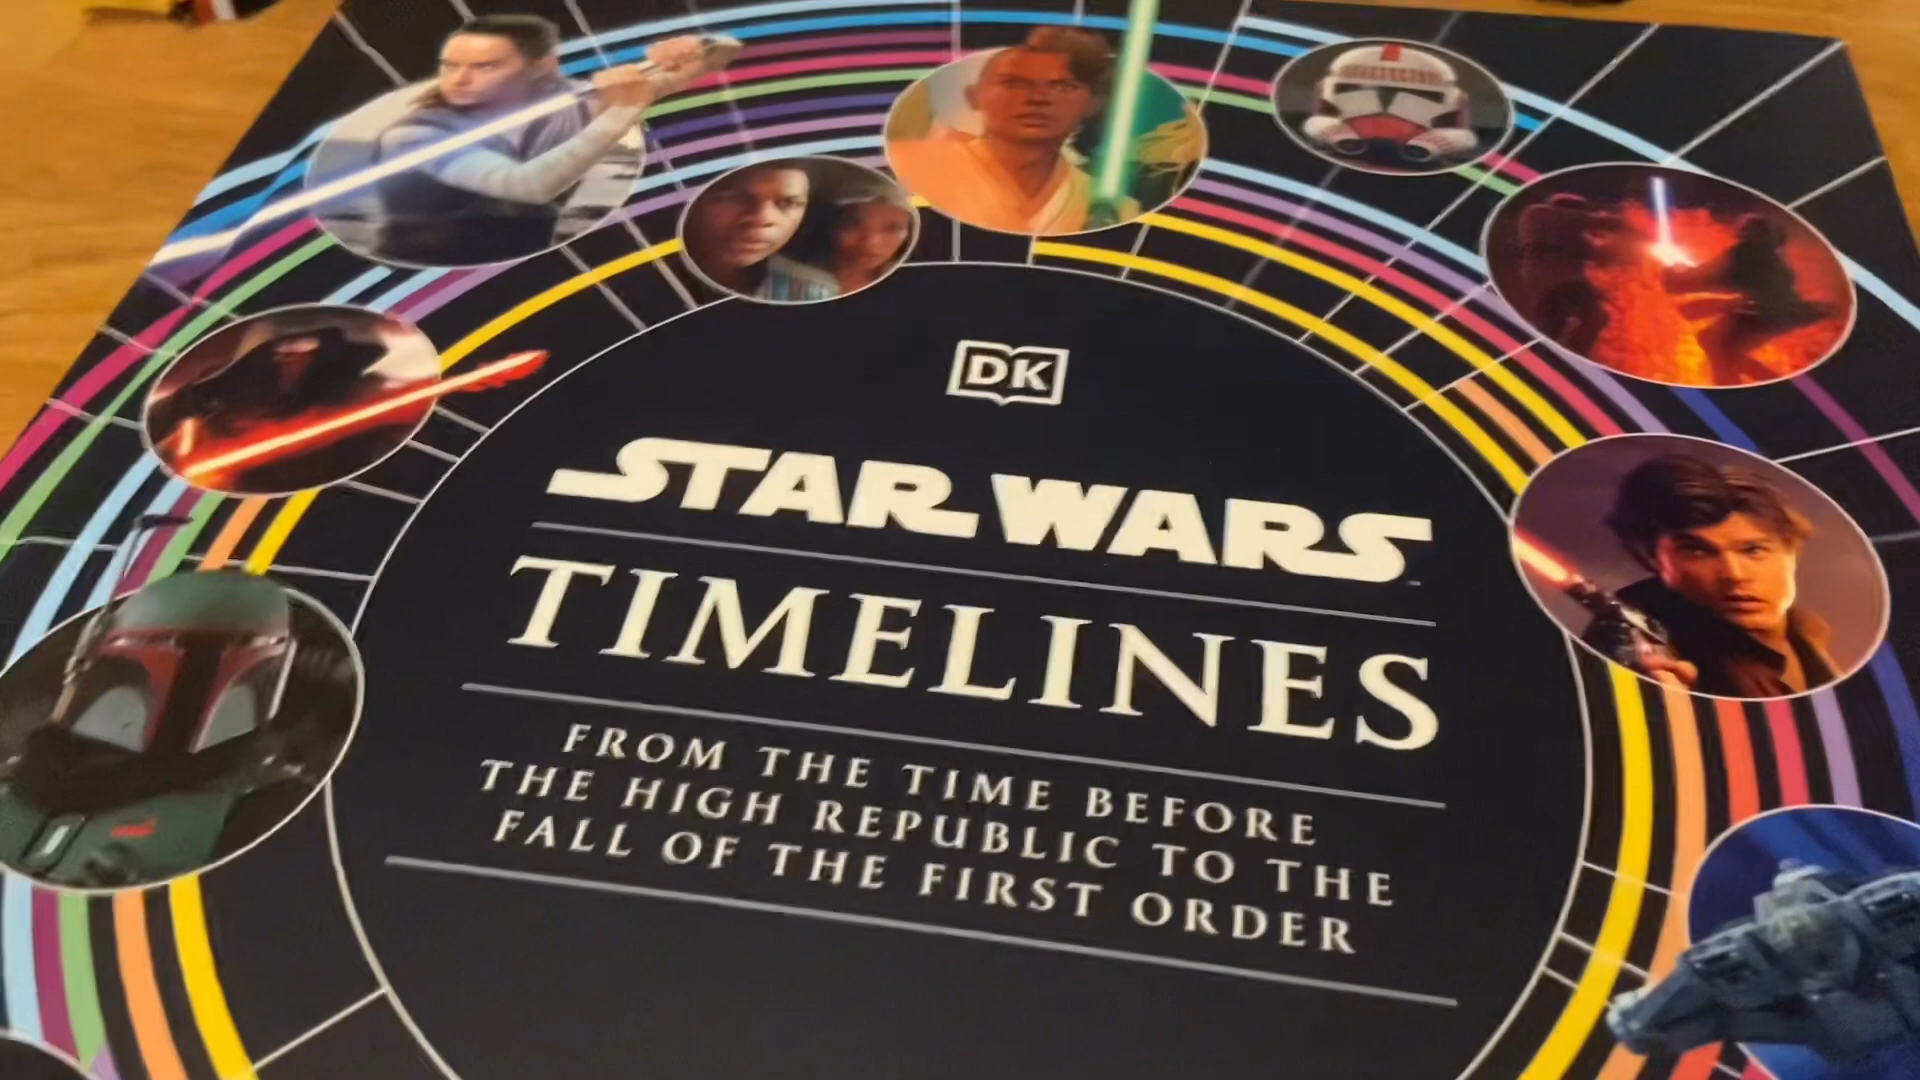 DK
STAR WARS
TIMELINES
FROM THE TIME BEFORE
THE HIGH REPUBLIC TO THE
FALL OF THE FIRST ORDER